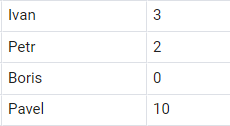 Ivan 3
Petr 2
Boris 0
Pavel 10